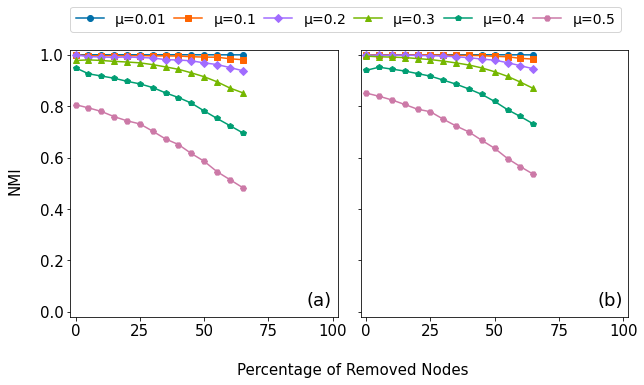 μ=0.01 μ=0.1 μ=0.2 μ=0.3 μ=0.4 μ=0.5
1.0
0.8
0.6
0.4
0.2
0.0
NMI
(a) (b)
0 25 50 75 100 0 25 50 75 100
Percentage of Removed Nodes